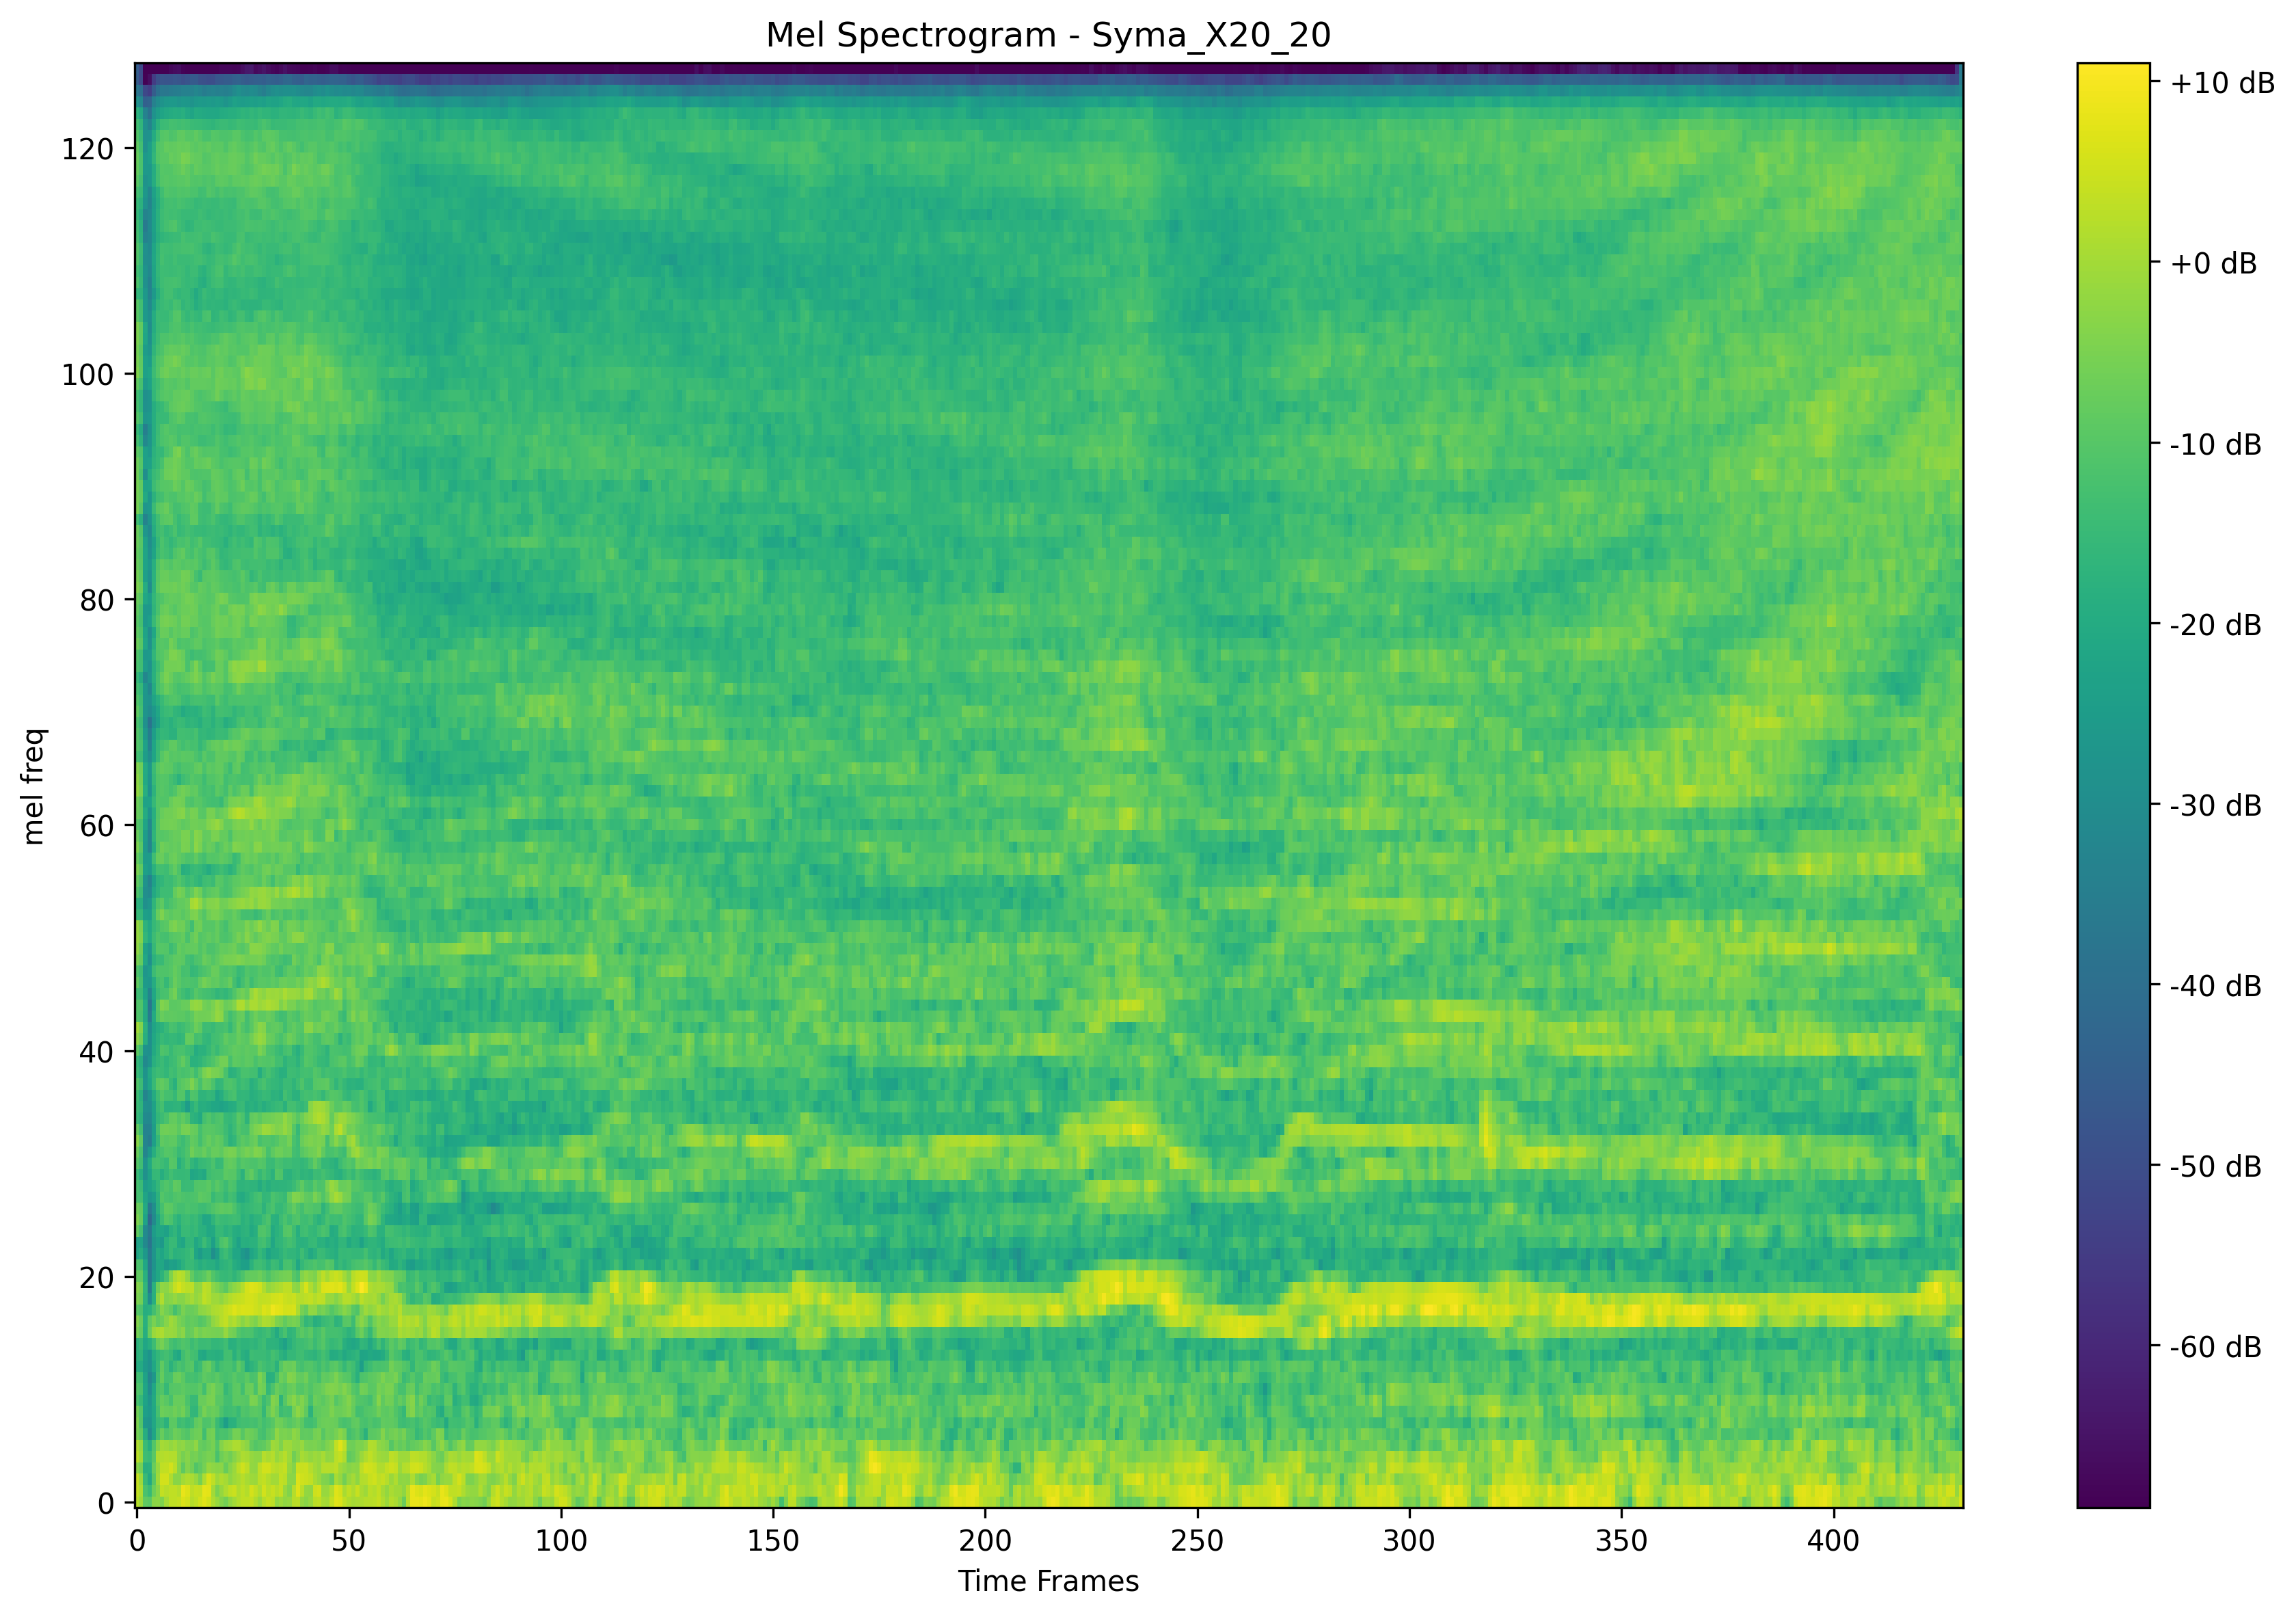 Mel Spectrogram - Syma_X20_20
mel freq
120
100
80
60
40
20
0
0 50 100 150 200 250 300 350 400
Time Frames
+10 dB
+0 dB
-10 dB
-20 dB
-30 dB
-40 dB
-50 dB
-60 dB